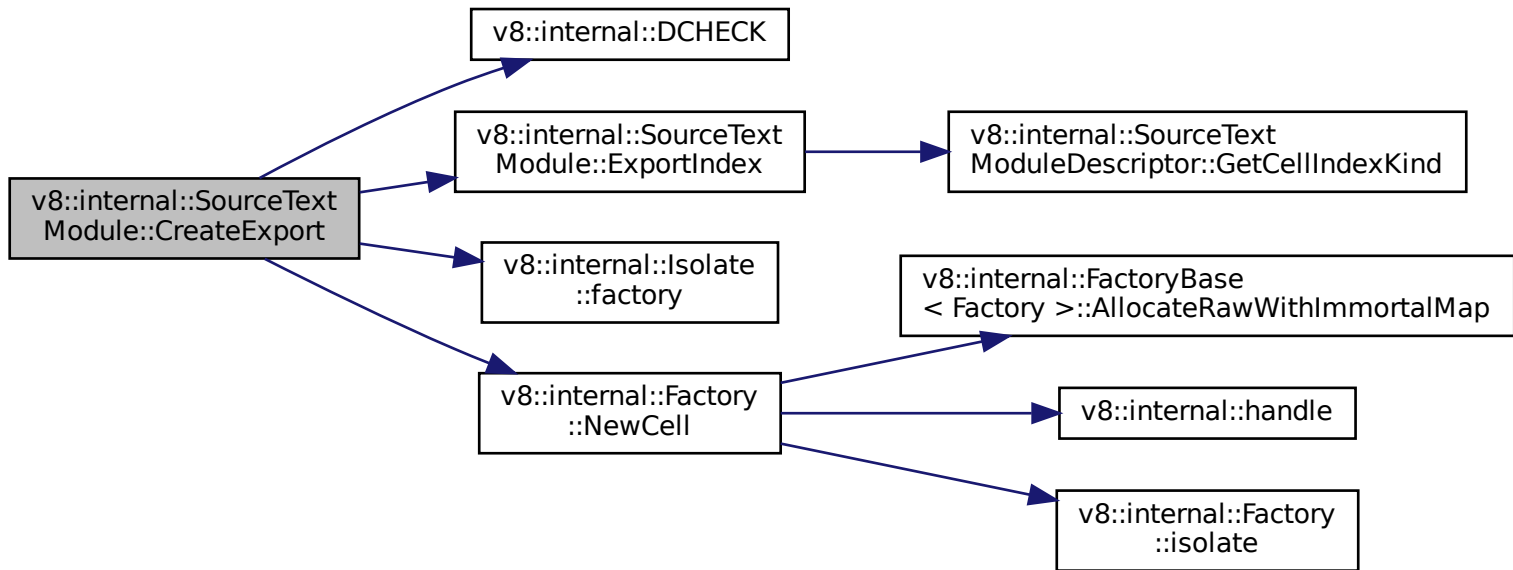 v8::internal::DCHECK
v8::internal::SourceText
Module::ExportIndex
v8::internal::SourceText
ModuleDescriptor::GetCellIndexKind
v8::internal::SourceText
Module::CreateExport
v8::internal::Isolate
::factory
v8::internal::FactoryBase
< Factory >::AllocateRawWithImmortalMap
v8::internal::Factory
::NewCell
v8::internal::handle
v8::internal::Factory
::isolate